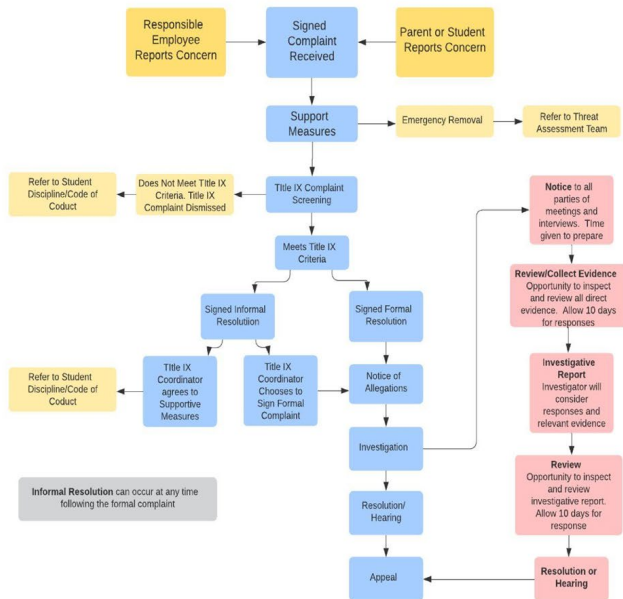 Responsible
Employee
Reports Concern
Signed
Complaint
Received
Parent or Student
Reports Concern
Support
Measures
Emergency Removal
Refer to Threat
Assessment Team
Refer to Student
Discipline/Code of
Coduct
Does Not Meet TItle IX
Criteria. Title IX
Complaint Dismissed
TItle IX Complaint
Screening
Notice to all
parties of
meetings and
interviews. TIme
given to prepare
Meets Title IX
Criteria
Review/Collect Evidence
Opportunity to inspect
and review all direct
evidence. Allow 10 days
for responses
Signed Informal
Resolutiion
Signed Formal
Resolution
Refer to Student
Discipline/Code of
Coduct
TItle IX
Coordinator
agrees to
Supportive
Measures
Title IX
Coordinator
Chooses to
Sign Formal
Complaint
Notice of
Allegations
Investigative
Report
Investigator will
consider
responses and
relevant evidence
Investigation
Review
Opportunity to inspect
and review
investigative report.
Allow 10 days for
response
Informal Resolution can occur at any time
following the formal complaint
Resolution/
Hearing
Appeal
Resolution or
Hearing